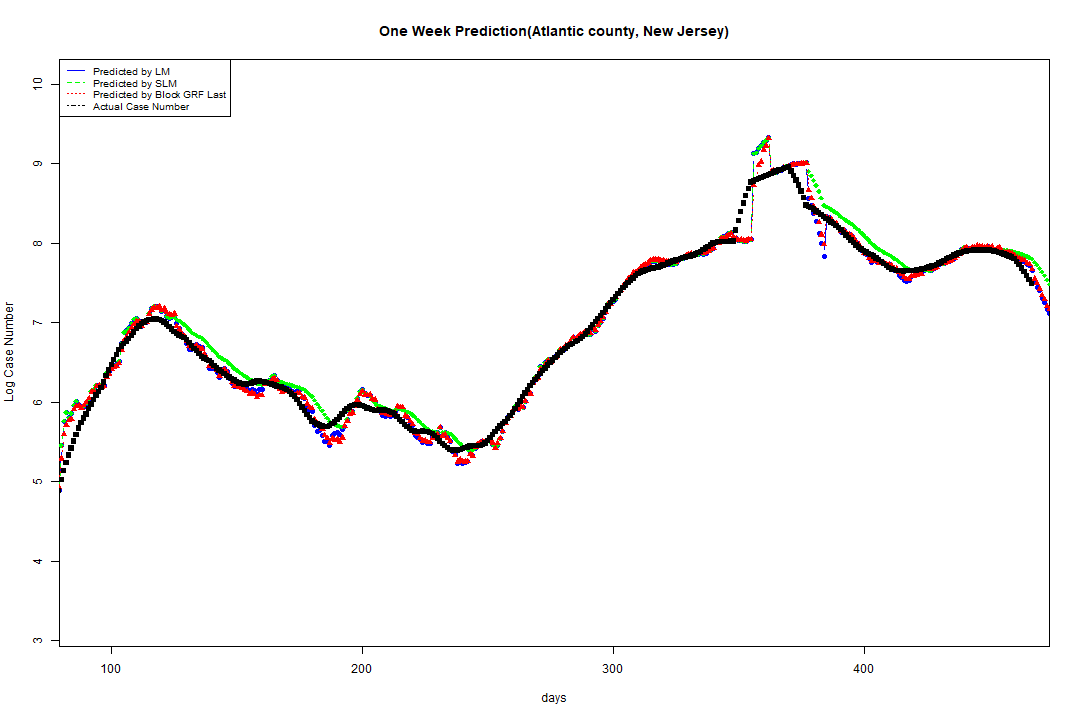 One Week Prediction(Atlantic county, New Jersey)
Predicted by LM
Predicted by SLM
Predicted by Block GRF Last
Actual Case Number
10
9
8
7
6
5
4
3
Log Case Number
100 200 300 400
days